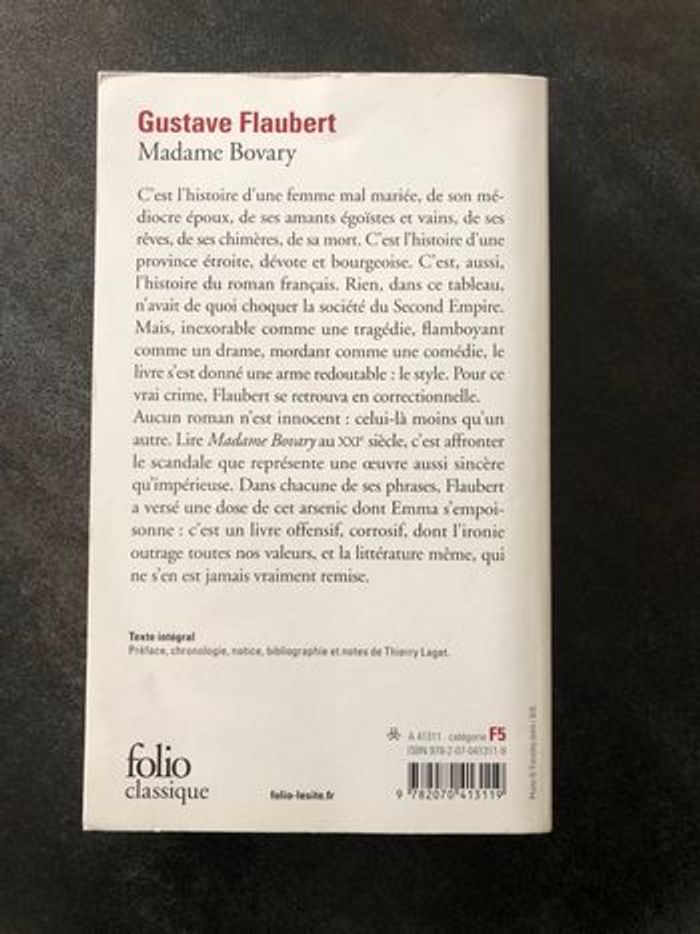 Gustave Flaubert
Madame Bovary
C'est l'histoire d'une femme mal mariée, de son mé-
diocre époux, de ses amants égoïstes et vains, de ses
rêves, de ses chimères, de sa mort. C'est l'histoire d'une
province étroite, dévote et bourgeoise. C'est, aussi,
l'histoire du roman français. Rien, dans ce tableau,
n'avait de quoi choquer la société du Second Empire.
Mais, inexorable comme une tragédie, flamboyant
comme un drame, mordant comme une comédie, le
livre s'est donné une arme redoutable : le style. Pour ce
vrai crime, Flaubert se retrouva en correctionnelle.
Aucun roman n'est innocent : celui-là moins qu'un
autre. Lire Madame Bovary au XXIe siècle, c'est affronter
le scandale que représente une œuvre aussi sincère
qu'impérieuse. Dans chacune de ses phrases, Flaubert
a versé une dose de cet arsenic dont Emma s'empoi-
sonne : c'est un livre offensif, corrosif, dont l'ironie
outrage toutes nos valeurs, et la littérature même, qui
ne s'en est jamais vraiment remise.
Texte intégral
Préface, chronologie, notice, bibliographie et notes de Thierry Laget.
A 41311 catégorie F5
ISBN 978-2-07-041311-9
folio
classique
folio-lesite.fr
9 782070 413119